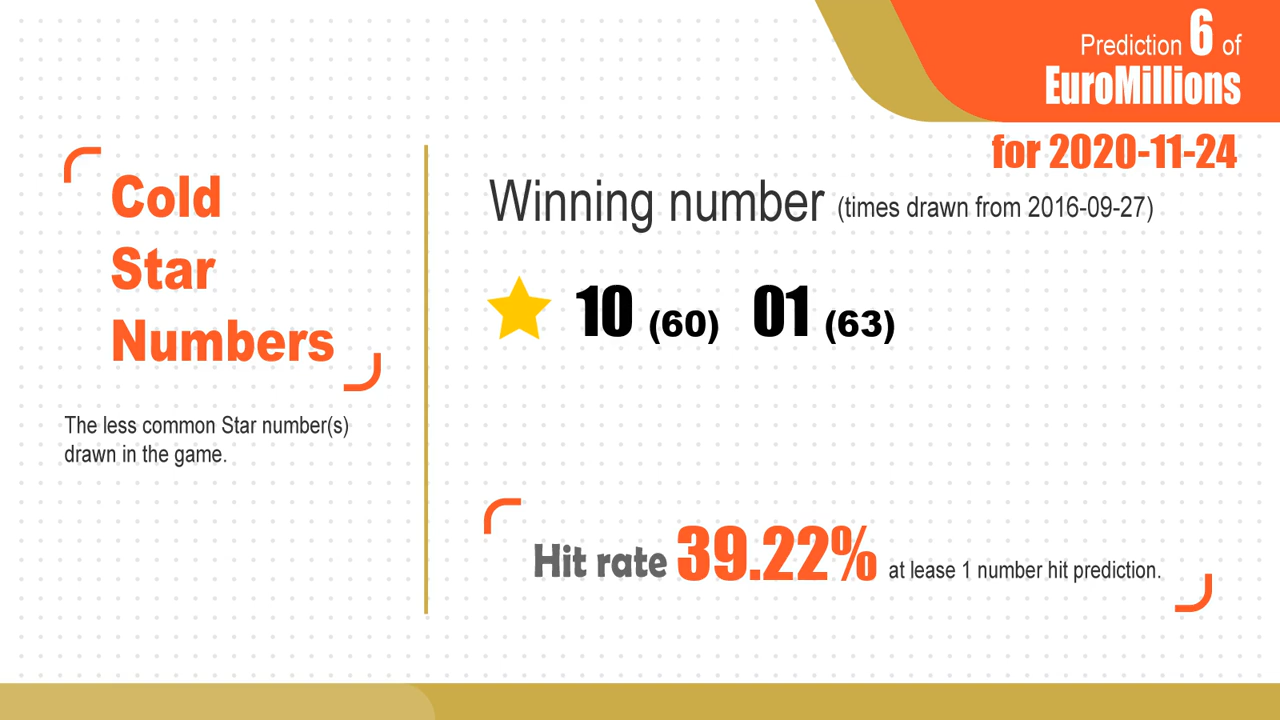 Prediction 6 of
EuroMillions
for 2020-11-24
Cold
Star
Numbers
The less common Star number(s)
drawn in the game.
Winning number (times drawn from 2016-09-27)
10 (60) 01 (63)
Hit rate 39.22% at lease 1 number hit prediction.